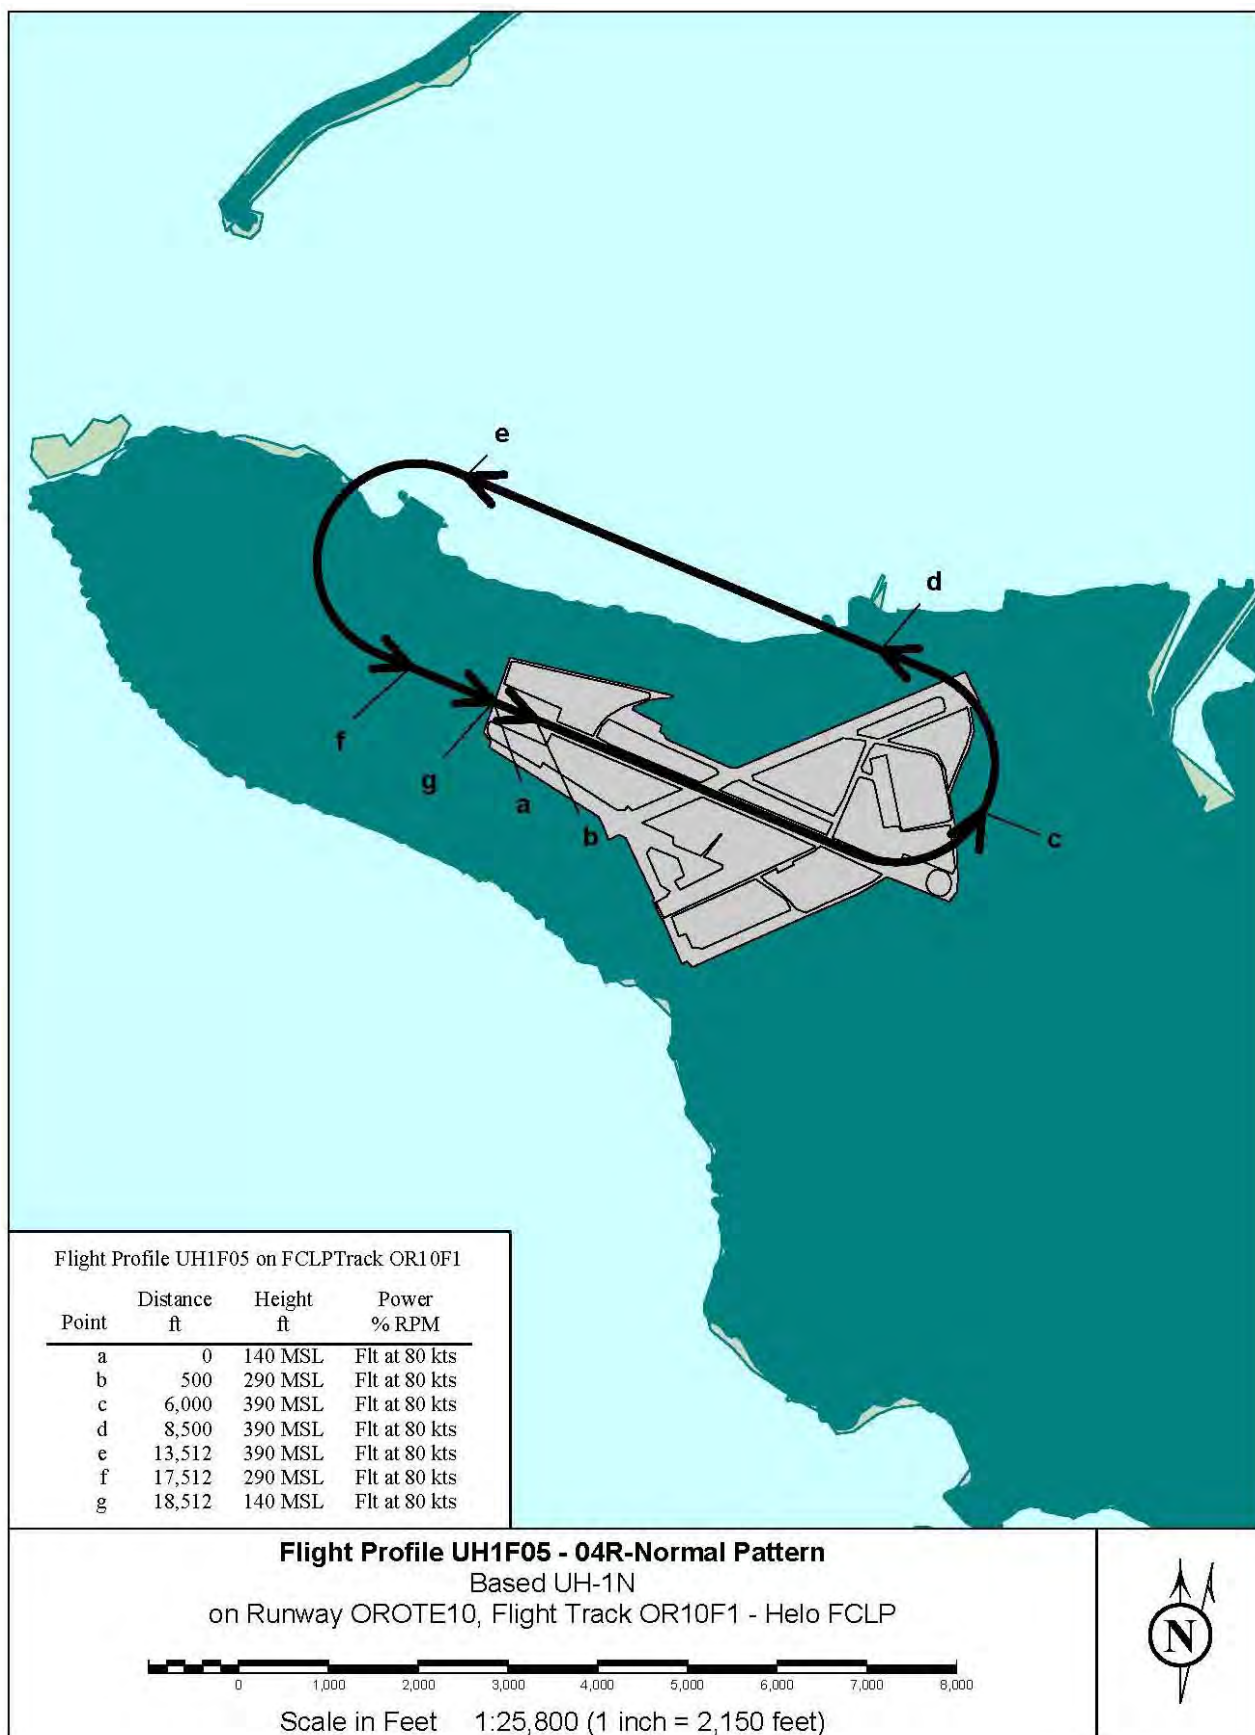 e
d
f
g
a
b
c
Flight Profile UH1F05 on FCLPTrack OR10F1
Point Distance ft Height ft Power % RPM
a 0 140 MSL Flt at 80 kts
b 500 290 MSL Flt at 80 kts
c 6,000 390 MSL Flt at 80 kts
d 8,500 390 MSL Flt at 80 kts
e 13,512 390 MSL Flt at 80 kts
f 17,512 290 MSL Flt at 80 kts
g 18,512 140 MSL Flt at 80 kts
Flight Profile UH1F05 - 04R-Normal Pattern
Based UH-1N
on Runway OROTE10, Flight Track OR10F1 - Helo FCLP
0 1,000 2,000 3,000 4,000 5,000 6,000 7,000 8,000
Scale in Feet 1:25,800 (1 inch = 2,150 feet)
N